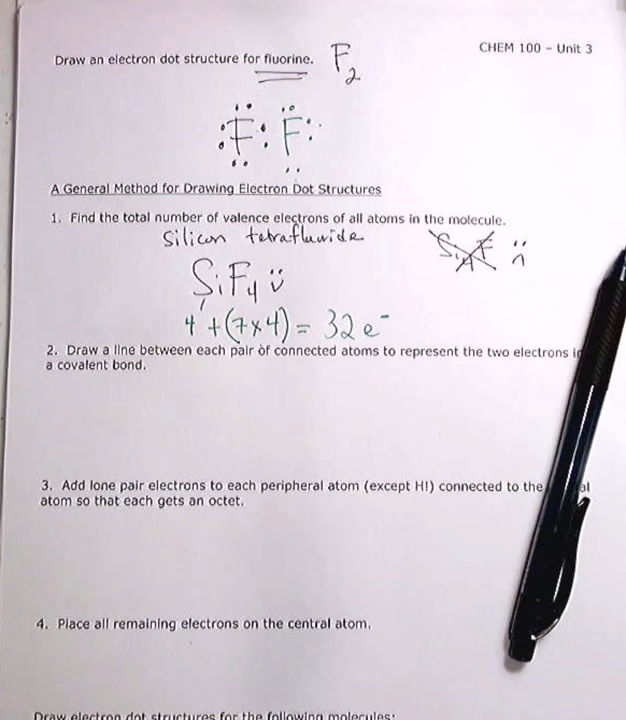 CHEM 100 - Unit 3
Draw an electron dot structure for fluorine. F2
F F
A General Method for Drawing Electron Dot Structures
1. Find the total number of valence electrons of all atoms in the molecule.
Silicon tetrafluoride
SiF4
4 + (7x4) = 32 e-
2. Draw a line between each pair of connected atoms to represent the two electrons in
a covalent bond.
3. Add lone pair electrons to each peripheral atom (except H!) connected to the
atom so that each gets an octet.
4. Place all remaining electrons on the central atom.
Draw electron dot structures for the following molecules: